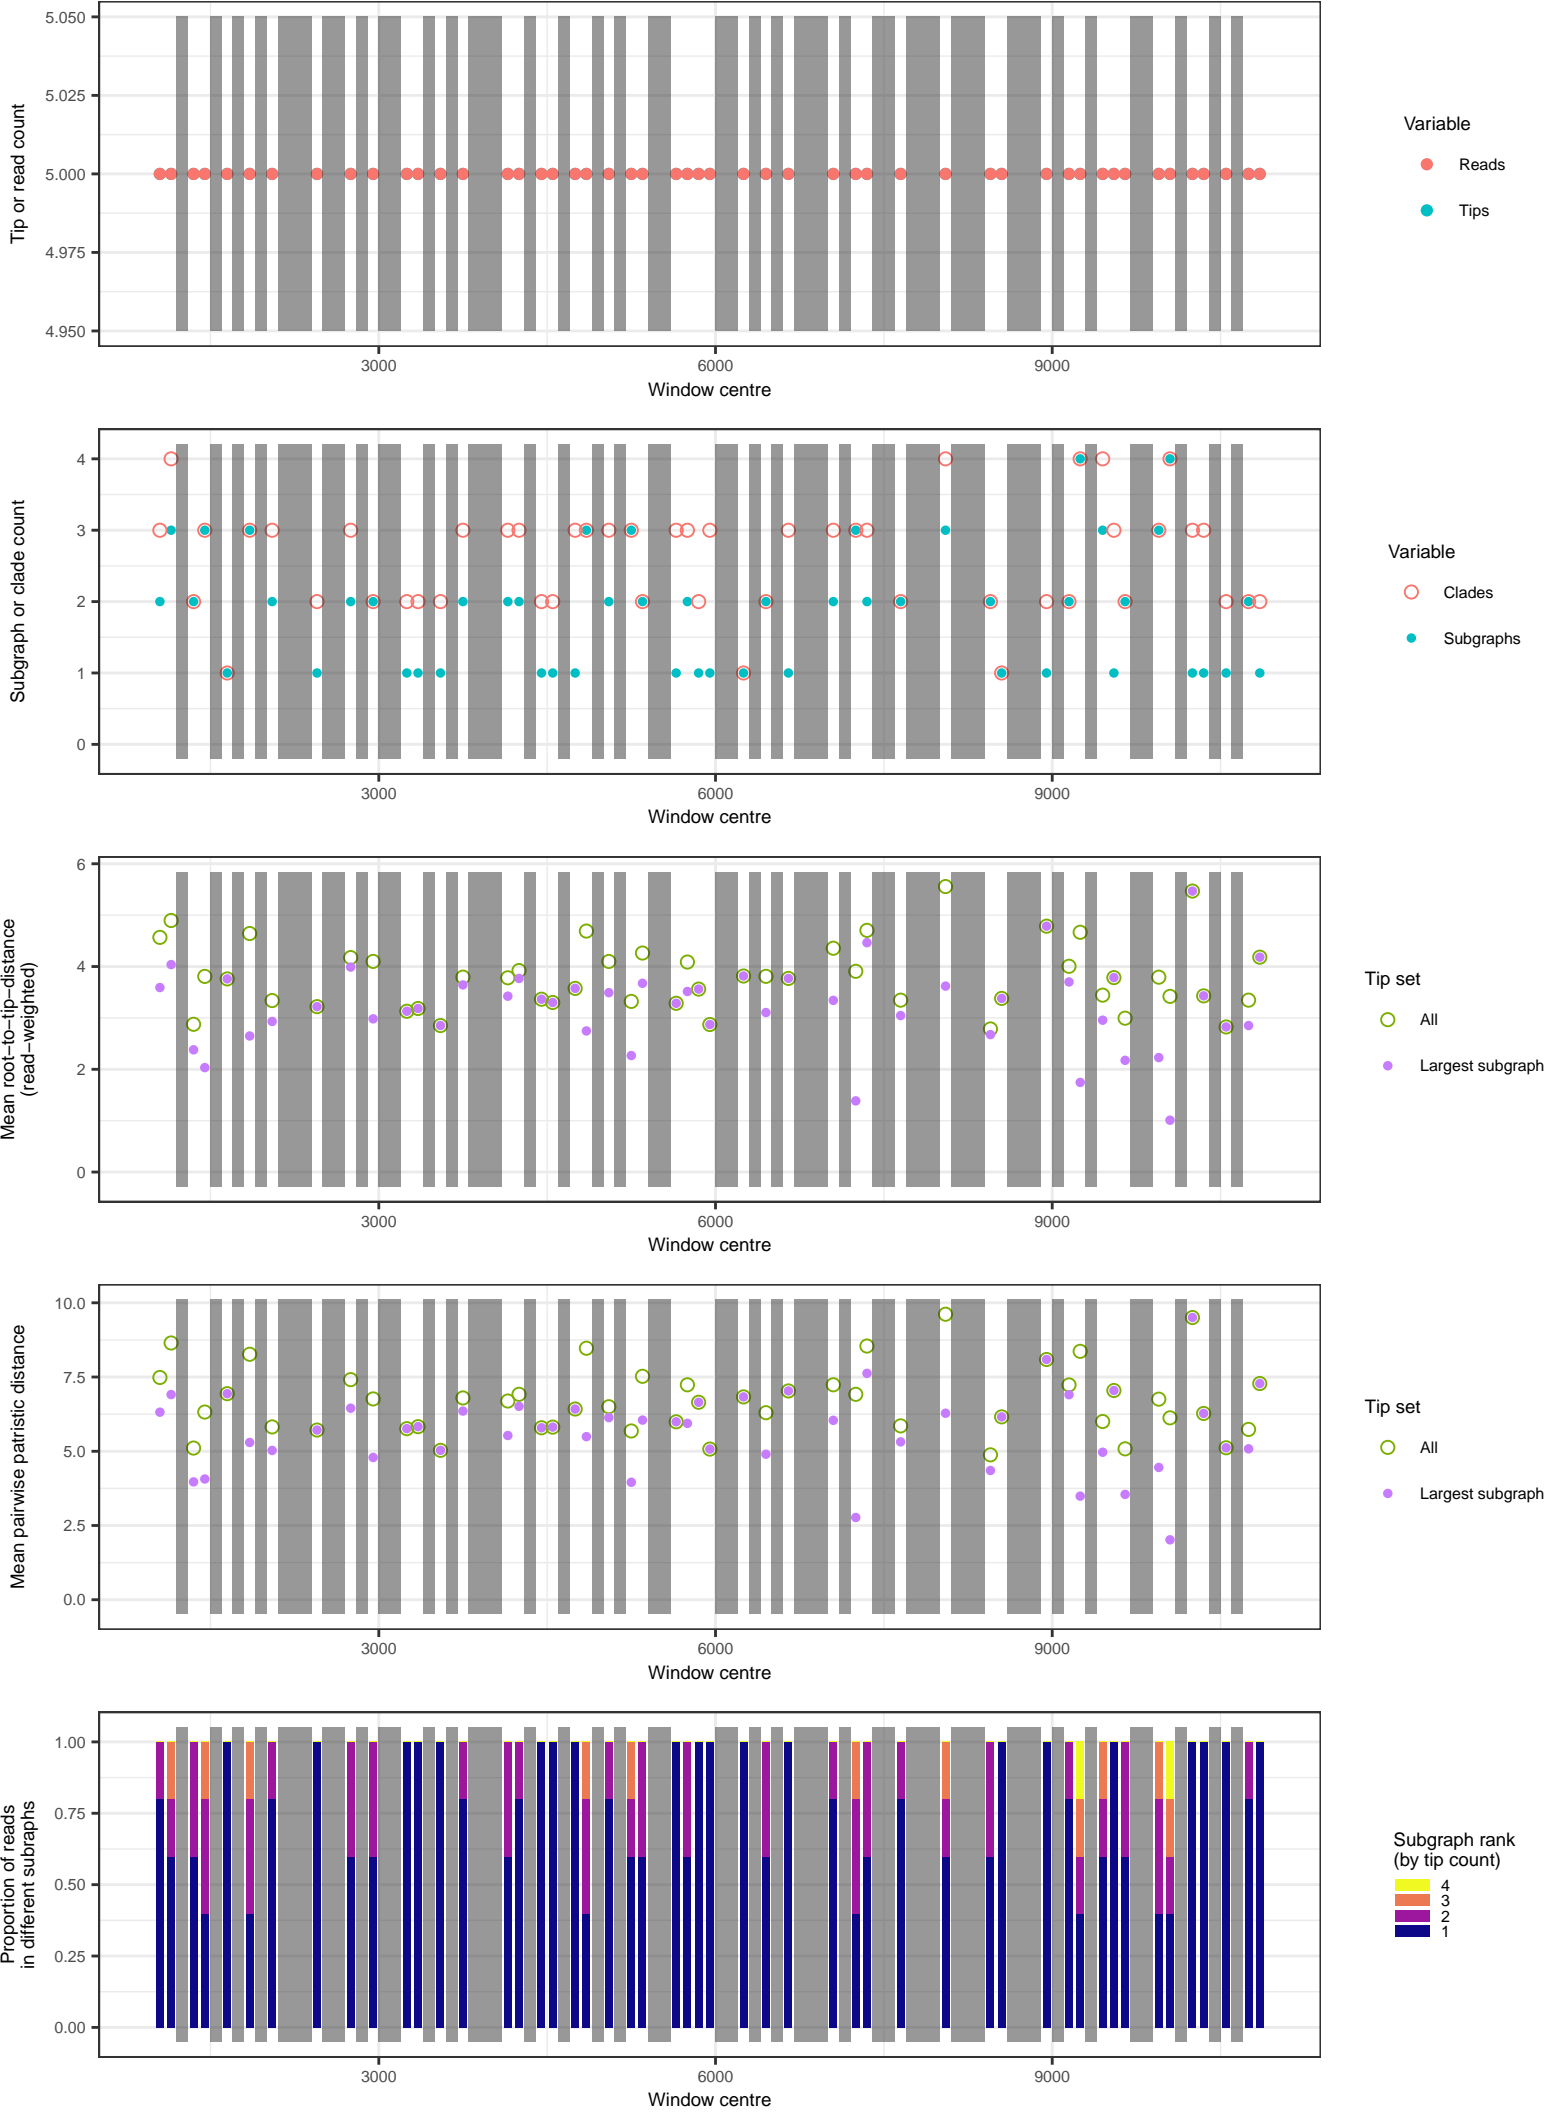 5.050
5.025
5.000
4.975
4.950
Tip or read count
3000 6000 9000
Window centre
Variable
Reads
Tips
4
3
2
1
0
Subgraph or clade count
3000 6000 9000
Window centre
Variable
Clades
Subgraphs
6
4
2
0
Mean root−to−tip−distance
(read−weighted)
3000 6000 9000
Window centre
Tip set
All
Largest subgraph
10.0
7.5
5.0
2.5
0.0
Mean pairwise patristic distance
3000 6000 9000
Window centre
Tip set
All
Largest subgraph
1.00
0.75
0.50
0.25
0.00
Proportion of reads
in different subraphs
3000 6000 9000
Window centre
Subgraph rank
(by tip count)
4
3
2
1